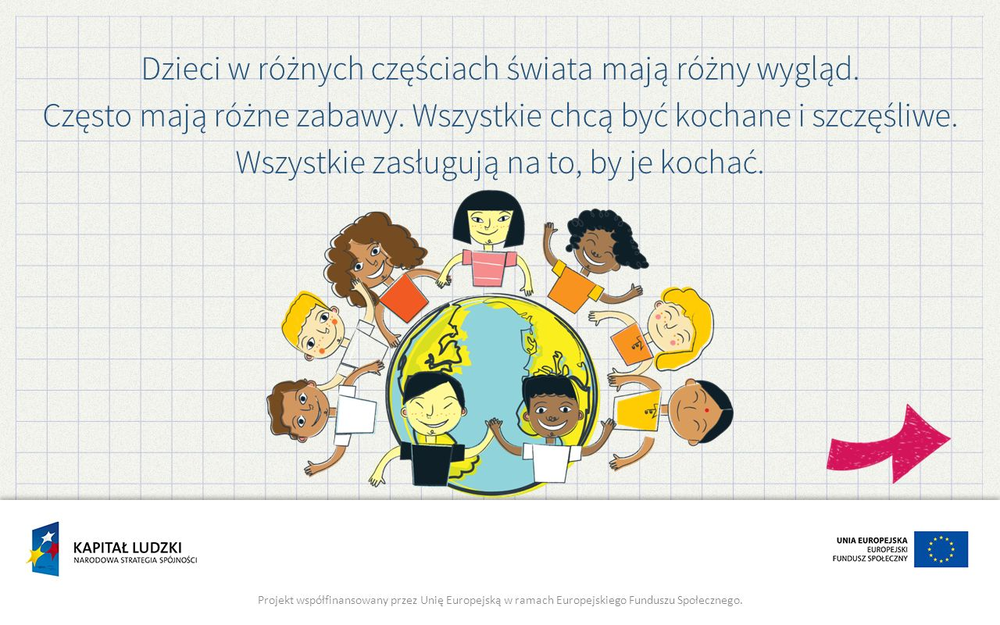 Dzieci w różnych częściach świata mają różny wygląd.
Często mają różne zabawy. Wszystkie chcą być kochane i szczęśliwe.
Wszystkie zasługują na to, by je kochać.
KAPITAŁ LUDZKI
NARODOWA STRATEGIA SPÓJNOŚCI
UNIA EUROPEJSKA
EUROPEJSKI
FUNDUSZ SPOŁECZNY
Projekt współfinansowany przez Unię Europejską w ramach Europejskiego Funduszu Społecznego.